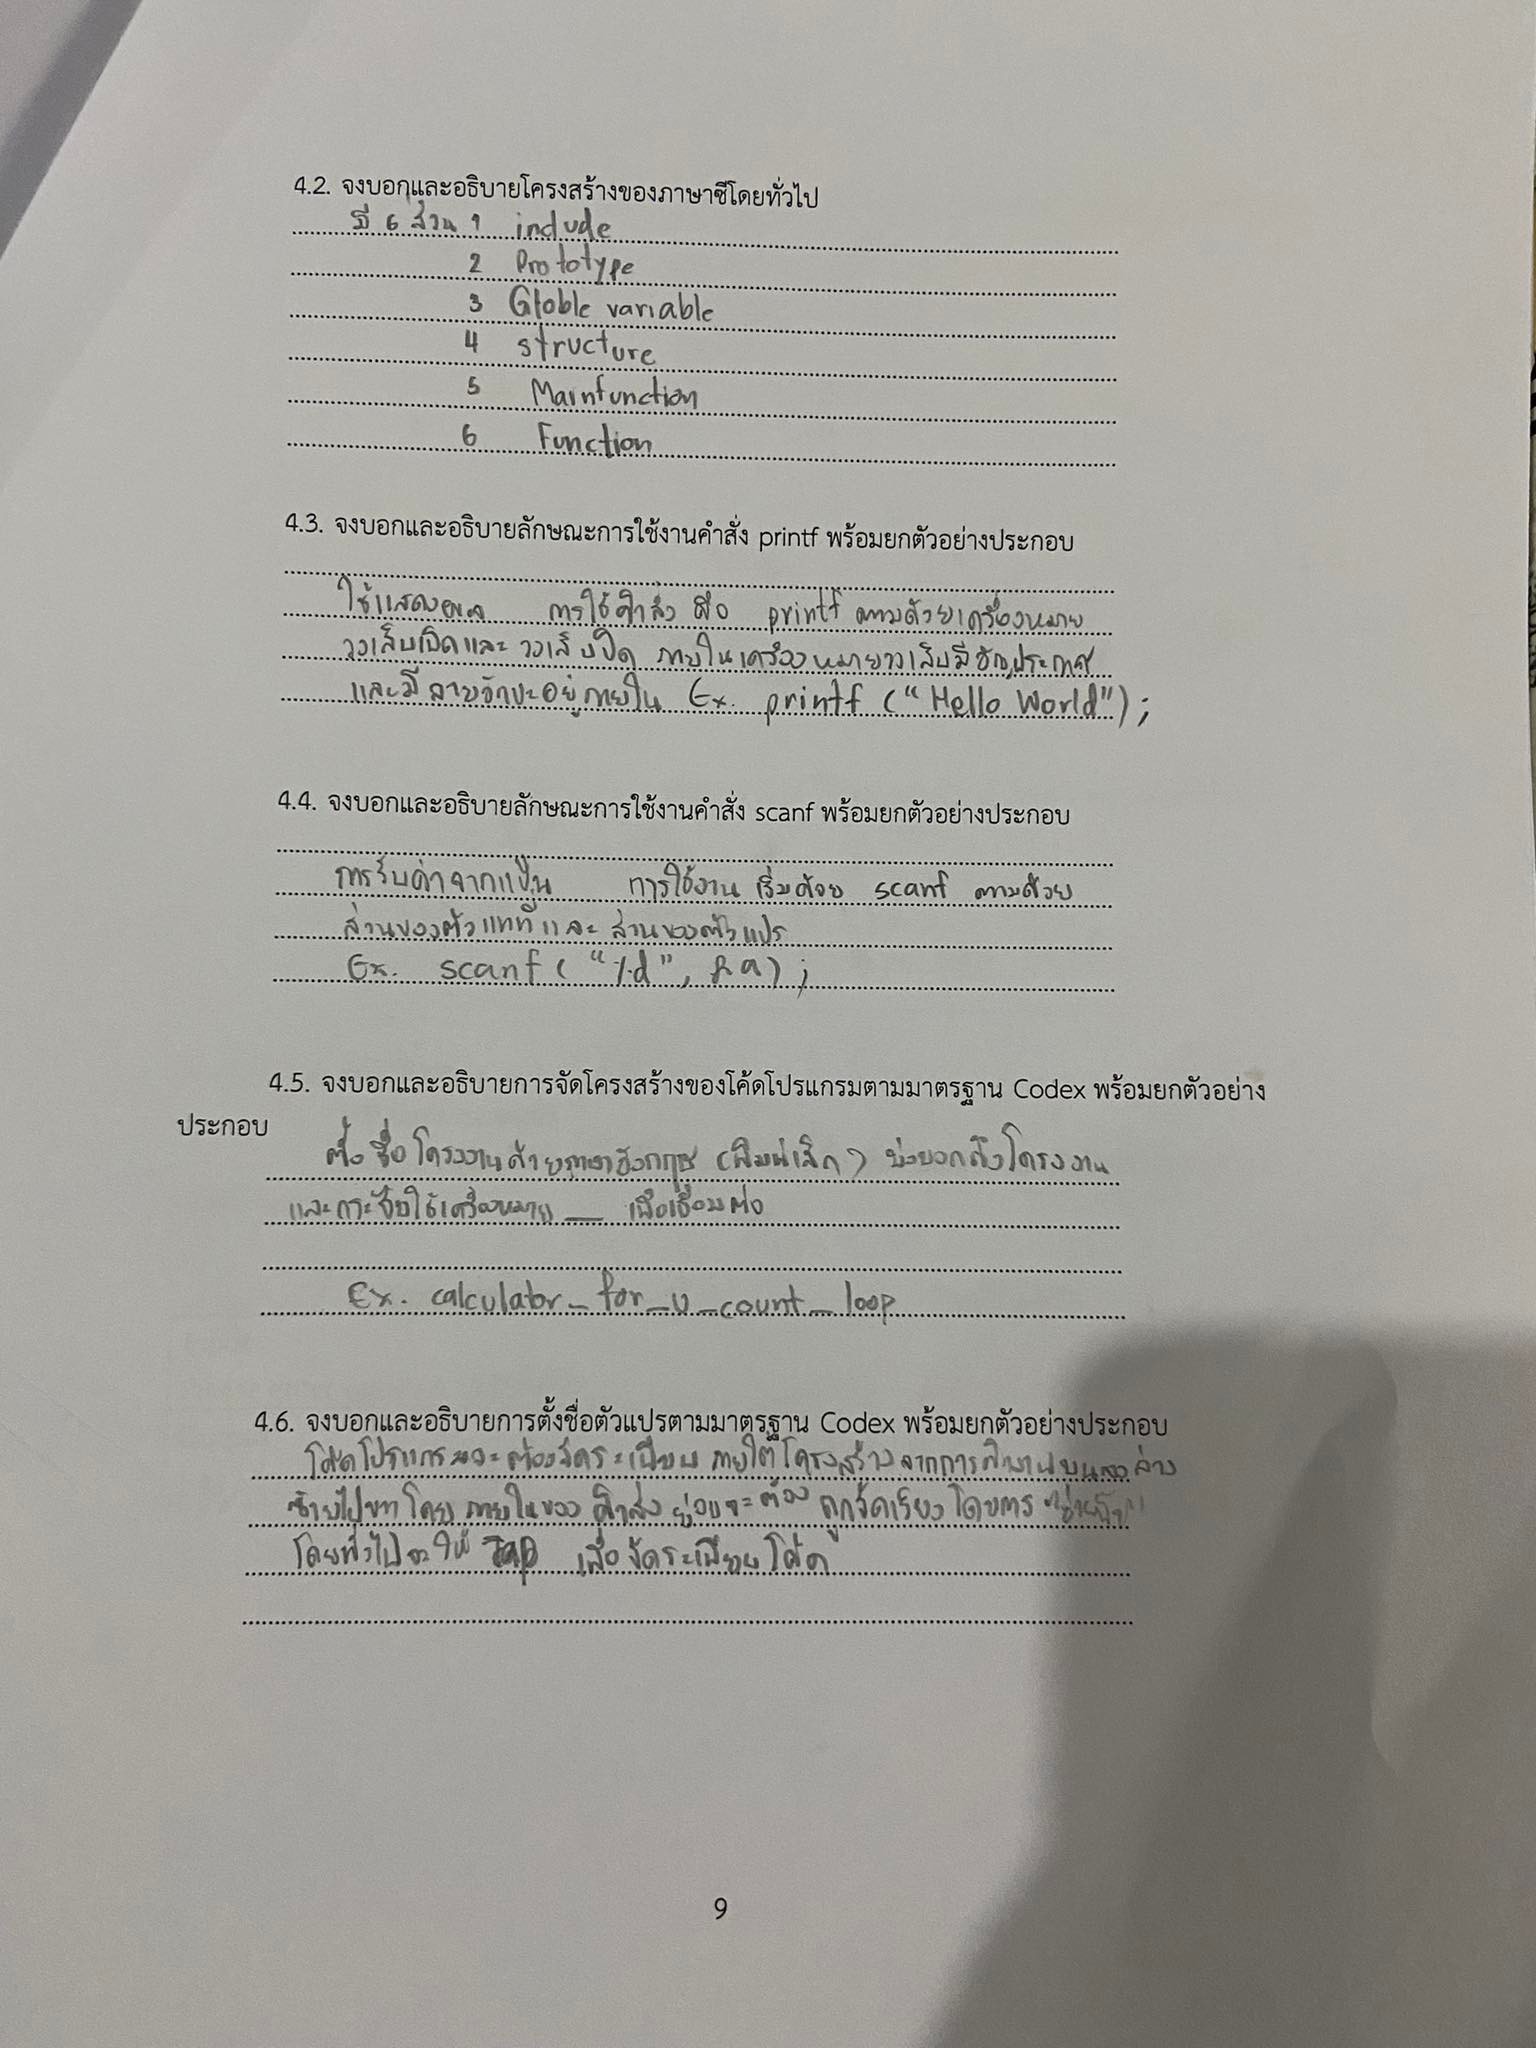 4.2. จงบอกและอธิบายโครงสร้างของภาษาซีโดยทั่วไป
มี 6 ส่วน 1 include
2 Prototype
3 Globle variable
4 structure
5 Mainfunction
6 Function
4.3. จงบอกและอธิบายลักษณะการใช้งานคำสั่ง printf พร้อมยกตัวอย่างประกอบ
ใช้แสดงผล การใช้คำสั่ง คือ printf ตามด้วยเครื่องหมาย
วงเล็บเปิดและวงเล็บปิด ภายในเครื่องหมายวงเล็บมีอัญประกาศ
และมีสายอักขะอยู่ภายใน Ex. printf ("Hello World");
4.4. จงบอกและอธิบายลักษณะการใช้งานคำสั่ง scanf พร้อมยกตัวอย่างประกอบ
การรับค่าจากแป้น การใช้งาน เริ่มด้วย scanf ตามด้วย
ส่วนของตัวแทนที่และ ส่วนของตัวแปร
Ex. scanf ( "%d", &a) ;
4.5. จงบอกและอธิบายการจัดโครงสร้างของโค้ดโปรแกรมตามมาตรฐาน Codex พร้อมยกตัวอย่าง
ประกอบ
ตั้งชื่อโครงงานด้วยภาษาอังกฤษ (พิมพ์เล็ก) บ่งบอกถึงโครงงาน
และกระชับใช้เครื่องหมาย _ เพื่อเชื่อมต่อ
Ex. calculator_for_u_count_loop
4.6. จงบอกและอธิบายการตั้งชื่อตัวแปรตามมาตรฐาน Codex พร้อมยกตัวอย่างประกอบ
โค้ดโปรแกรมจะต้องจัดระเบียบ ภายใต้โครงสร้างจากการทำงานบนลงล่าง
ซ้ายไปขวา โดย ภายในของ คำสั่ง ย่อยจะต้อง ถูกจัดเรียงโดยการ
โดยทั่วไปจะให้ Tap เพื่อจัดระเบียบโค้ด
9